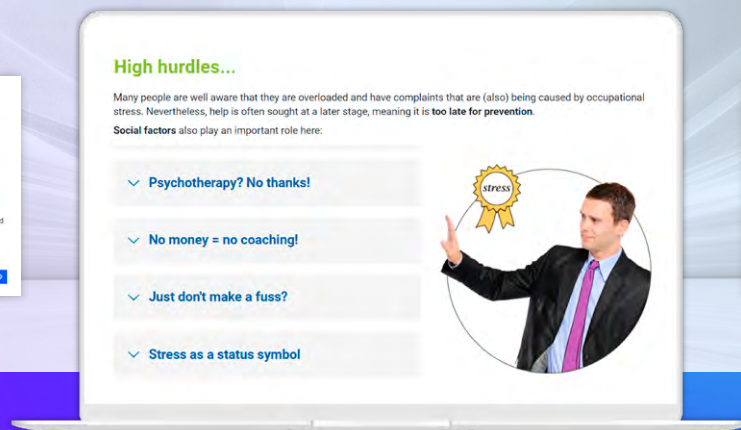 High hurdles...
Many people are well aware that they are overloaded and have complaints that are (also) being caused by occupational
stress. Nevertheless, help is often sought at a later stage, meaning it is too late for prevention.
Social factors also play an important role here:
Psychotherapy? No thanks!
No money = no coaching!
Just don't make a fuss?
Stress as a status symbol
stress